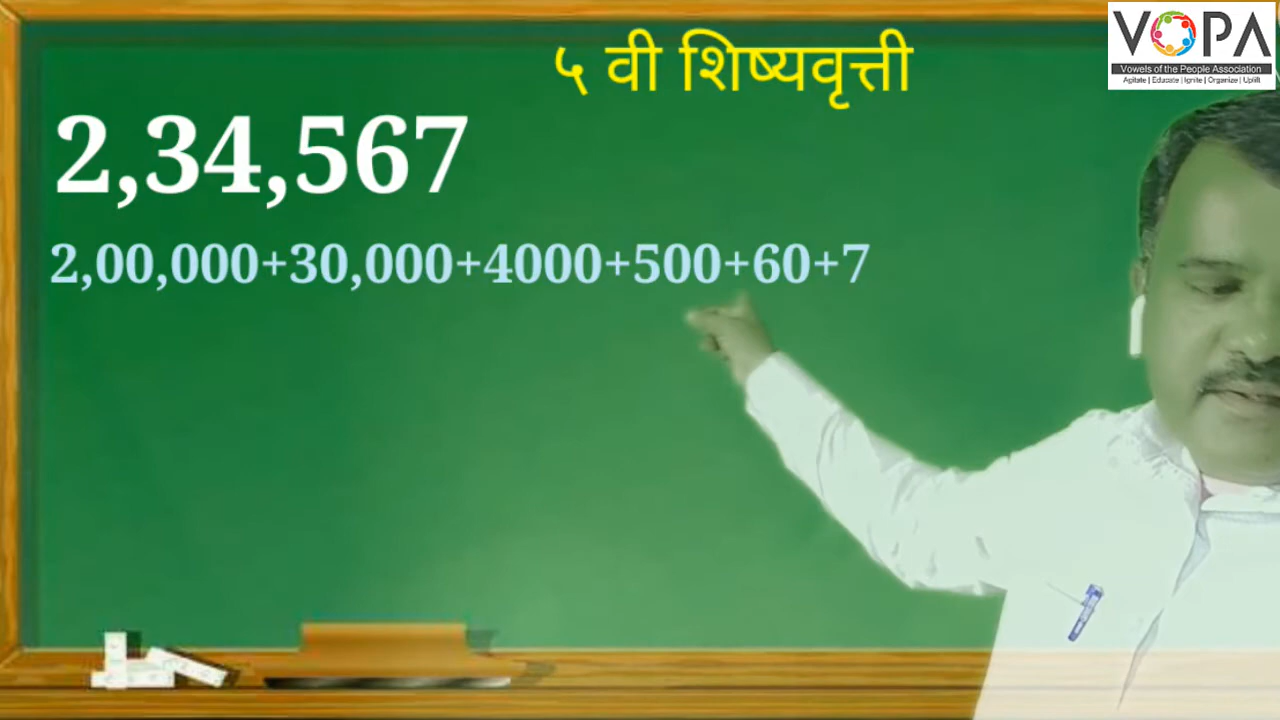 VOPA
Vowels of the People Association
Agitate | Educate | Ignite | Organize | Uplift
५ वी शिष्यवृत्ती
2,34,567
2,00,000+30,000+4000+500+60+7